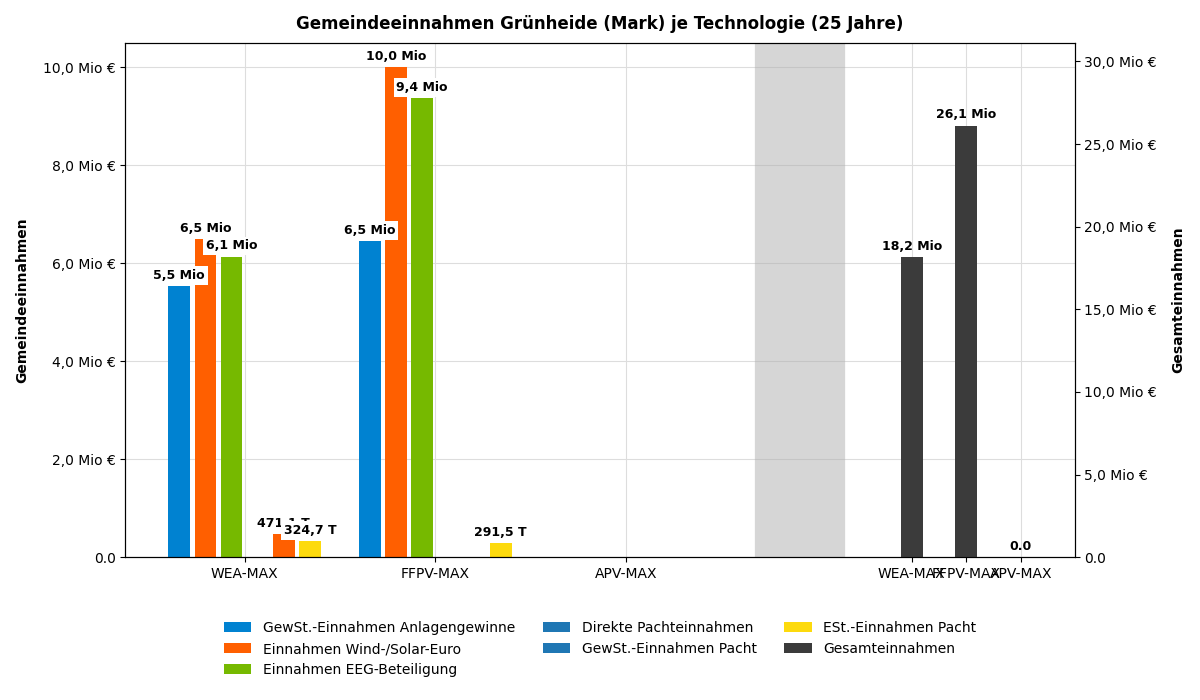 Gemeindeeinnahmen Grünheide (Mark) je Technologie (25 Jahre)
10,0 Mio €
8,0 Mio €
6,0 Mio €
4,0 Mio €
2,0 Mio €
0.0
Gemeindeeinnahmen
5,5 Mio
6,5 Mio
6,1 Mio
324,7 T
6,5 Mio
10,0 Mio
9,4 Mio
291,5 T
18,2 Mio
26,1 Mio
0.0
30,0 Mio €
25,0 Mio €
20,0 Mio €
15,0 Mio €
10,0 Mio €
5,0 Mio €
0.0
Gesamteinnahmen
WEA-MAX
FFPV-MAX
APV-MAX
WEA-MAX
FFPV-MAX
APV-MAX
GewSt.-Einnahmen Anlagengewinne
Einnahmen Wind-/Solar-Euro
Einnahmen EEG-Beteiligung
Direkte Pachteinnahmen
GewSt.-Einnahmen Pacht
ESt.-Einnahmen Pacht
Gesamteinnahmen